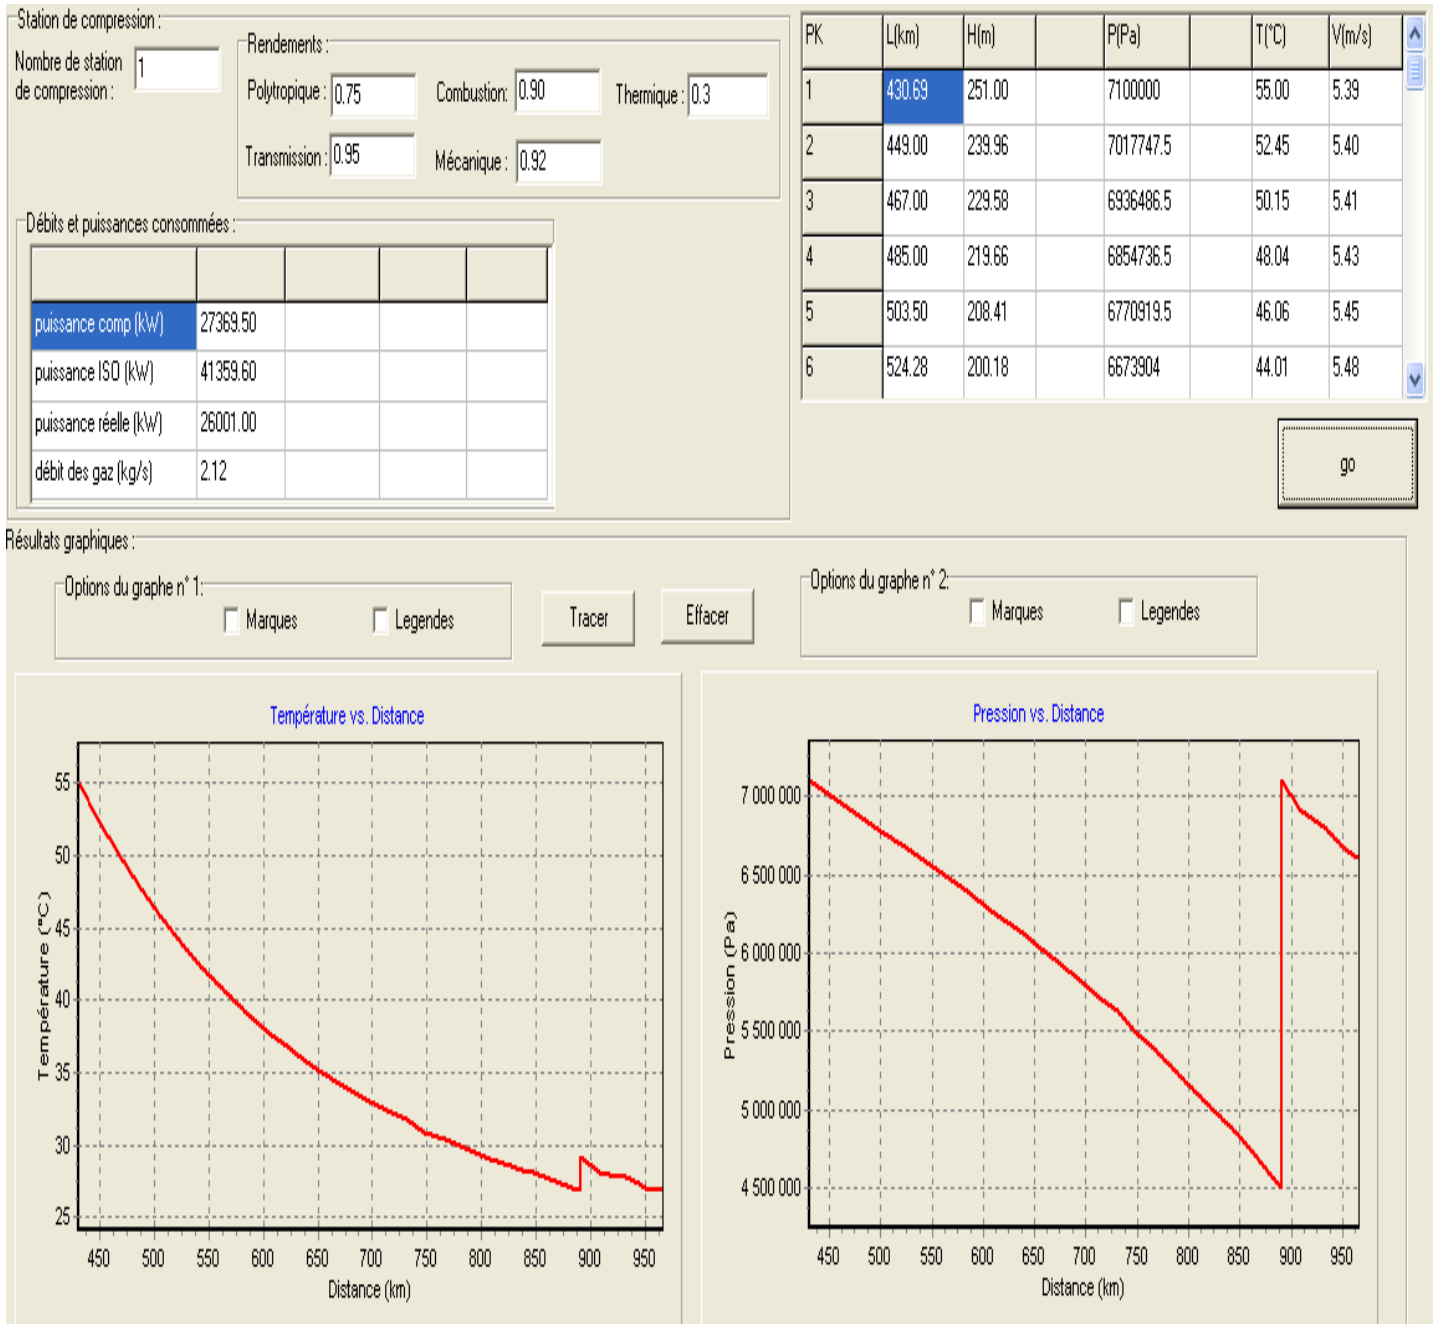 Station de compression :
Nombre de station de compression : 1
Rendements :
Polytropique : 0.75 Combustion: 0.90 Thermique : 0.3
Transmission : 0.95 Mécanique : 0.92
PK L(km) H(m) P(Pa) T(°C) V(m/s)
1 430.69 251.00 7100000 55.00 5.39
2 449.00 239.96 7017747.5 52.45 5.40
3 467.00 229.58 6936486.5 50.15 5.41
4 485.00 219.66 6854736.5 48.04 5.43
5 503.50 208.41 6770919.5 46.06 5.45
6 524.28 200.18 6673904 44.01 5.48
Débits et puissances consommées :
puissance comp (kW) 27369.50
puissance ISO (kW) 41359.60
puissance réelle (kW) 26001.00
débit des gaz (kg/s) 2.12
go
Résultats graphiques :
Options du graphe n° 1:
Marques Legendes
Tracer Effacer
Options du graphe n° 2:
Marques Legendes
Température vs. Distance
Température (°C)
55
50
45
40
35
30
25
450 500 550 600 650 700 750 800 850 900 950
Distance (km)
Pression vs. Distance
Pression (Pa)
7 000 000
6 500 000
6 000 000
5 500 000
5 000 000
4 500 000
450 500 550 600 650 700 750 800 850 900 950
Distance (km)